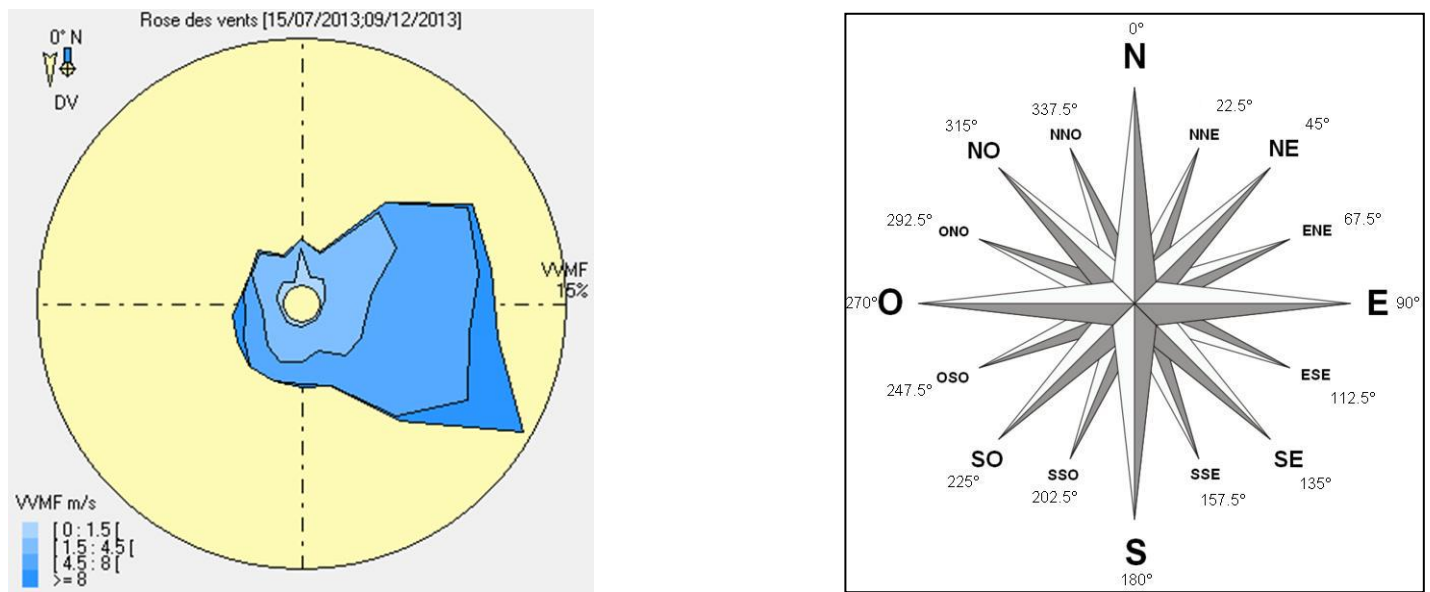 Rose des vents [15/07/2013;09/12/2013]
0° N
DV
VVMF
15%
VVMF m/s
[ 0 : 1.5 [
[ 1.5 : 4.5 [
[ 4.5 : 8 [
>= 8
0°
N
337.5°
NNO
22.5°
NNE
315°
NO
45°
NE
292.5°
ONO
67.5°
ENE
270°
O
E
90°
247.5°
OSO
ESE
112.5°
SO
225°
SSO
202.5°
SSE
157.5°
SE
135°
S
180°